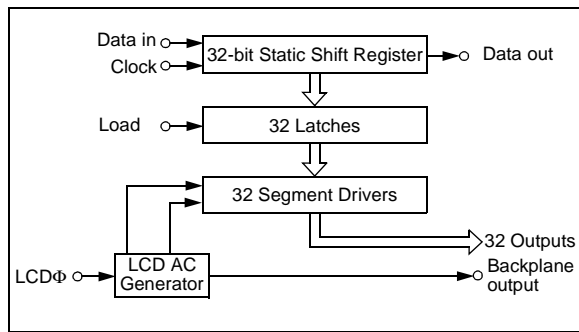 Data in
Clock
32-bit Static Shift Register
Data out
Load
32 Latches
32 Segment Drivers
32 Outputs
LCDΦ
LCD AC
Generator
Backplane
output